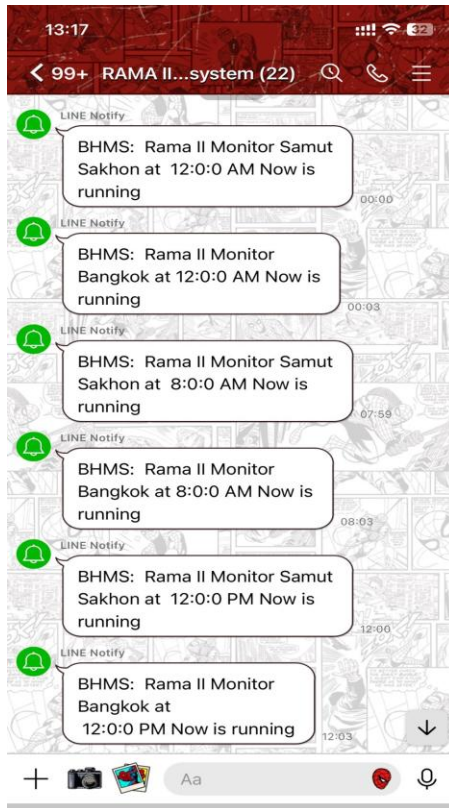 13:17
32
99+ RAMA II...system (22)
LINE Notify
BHMS: Rama II Monitor Samut
Sakhon at 12:0:0 AM Now is
running
00:00
LINE Notify
BHMS: Rama II Monitor
Bangkok at 12:0:0 AM Now is
running
00:03
LINE Notify
BHMS: Rama II Monitor Samut
Sakhon at 8:0:0 AM Now is
running
07:59
LINE Notify
BHMS: Rama II Monitor
Bangkok at 8:0:0 AM Now is
running
08:03
LINE Notify
BHMS: Rama II Monitor Samut
Sakhon at 12:0:0 PM Now is
running
12:00
LINE Notify
BHMS: Rama II Monitor
Bangkok at
12:0:0 PM Now is running
12:03
Aa